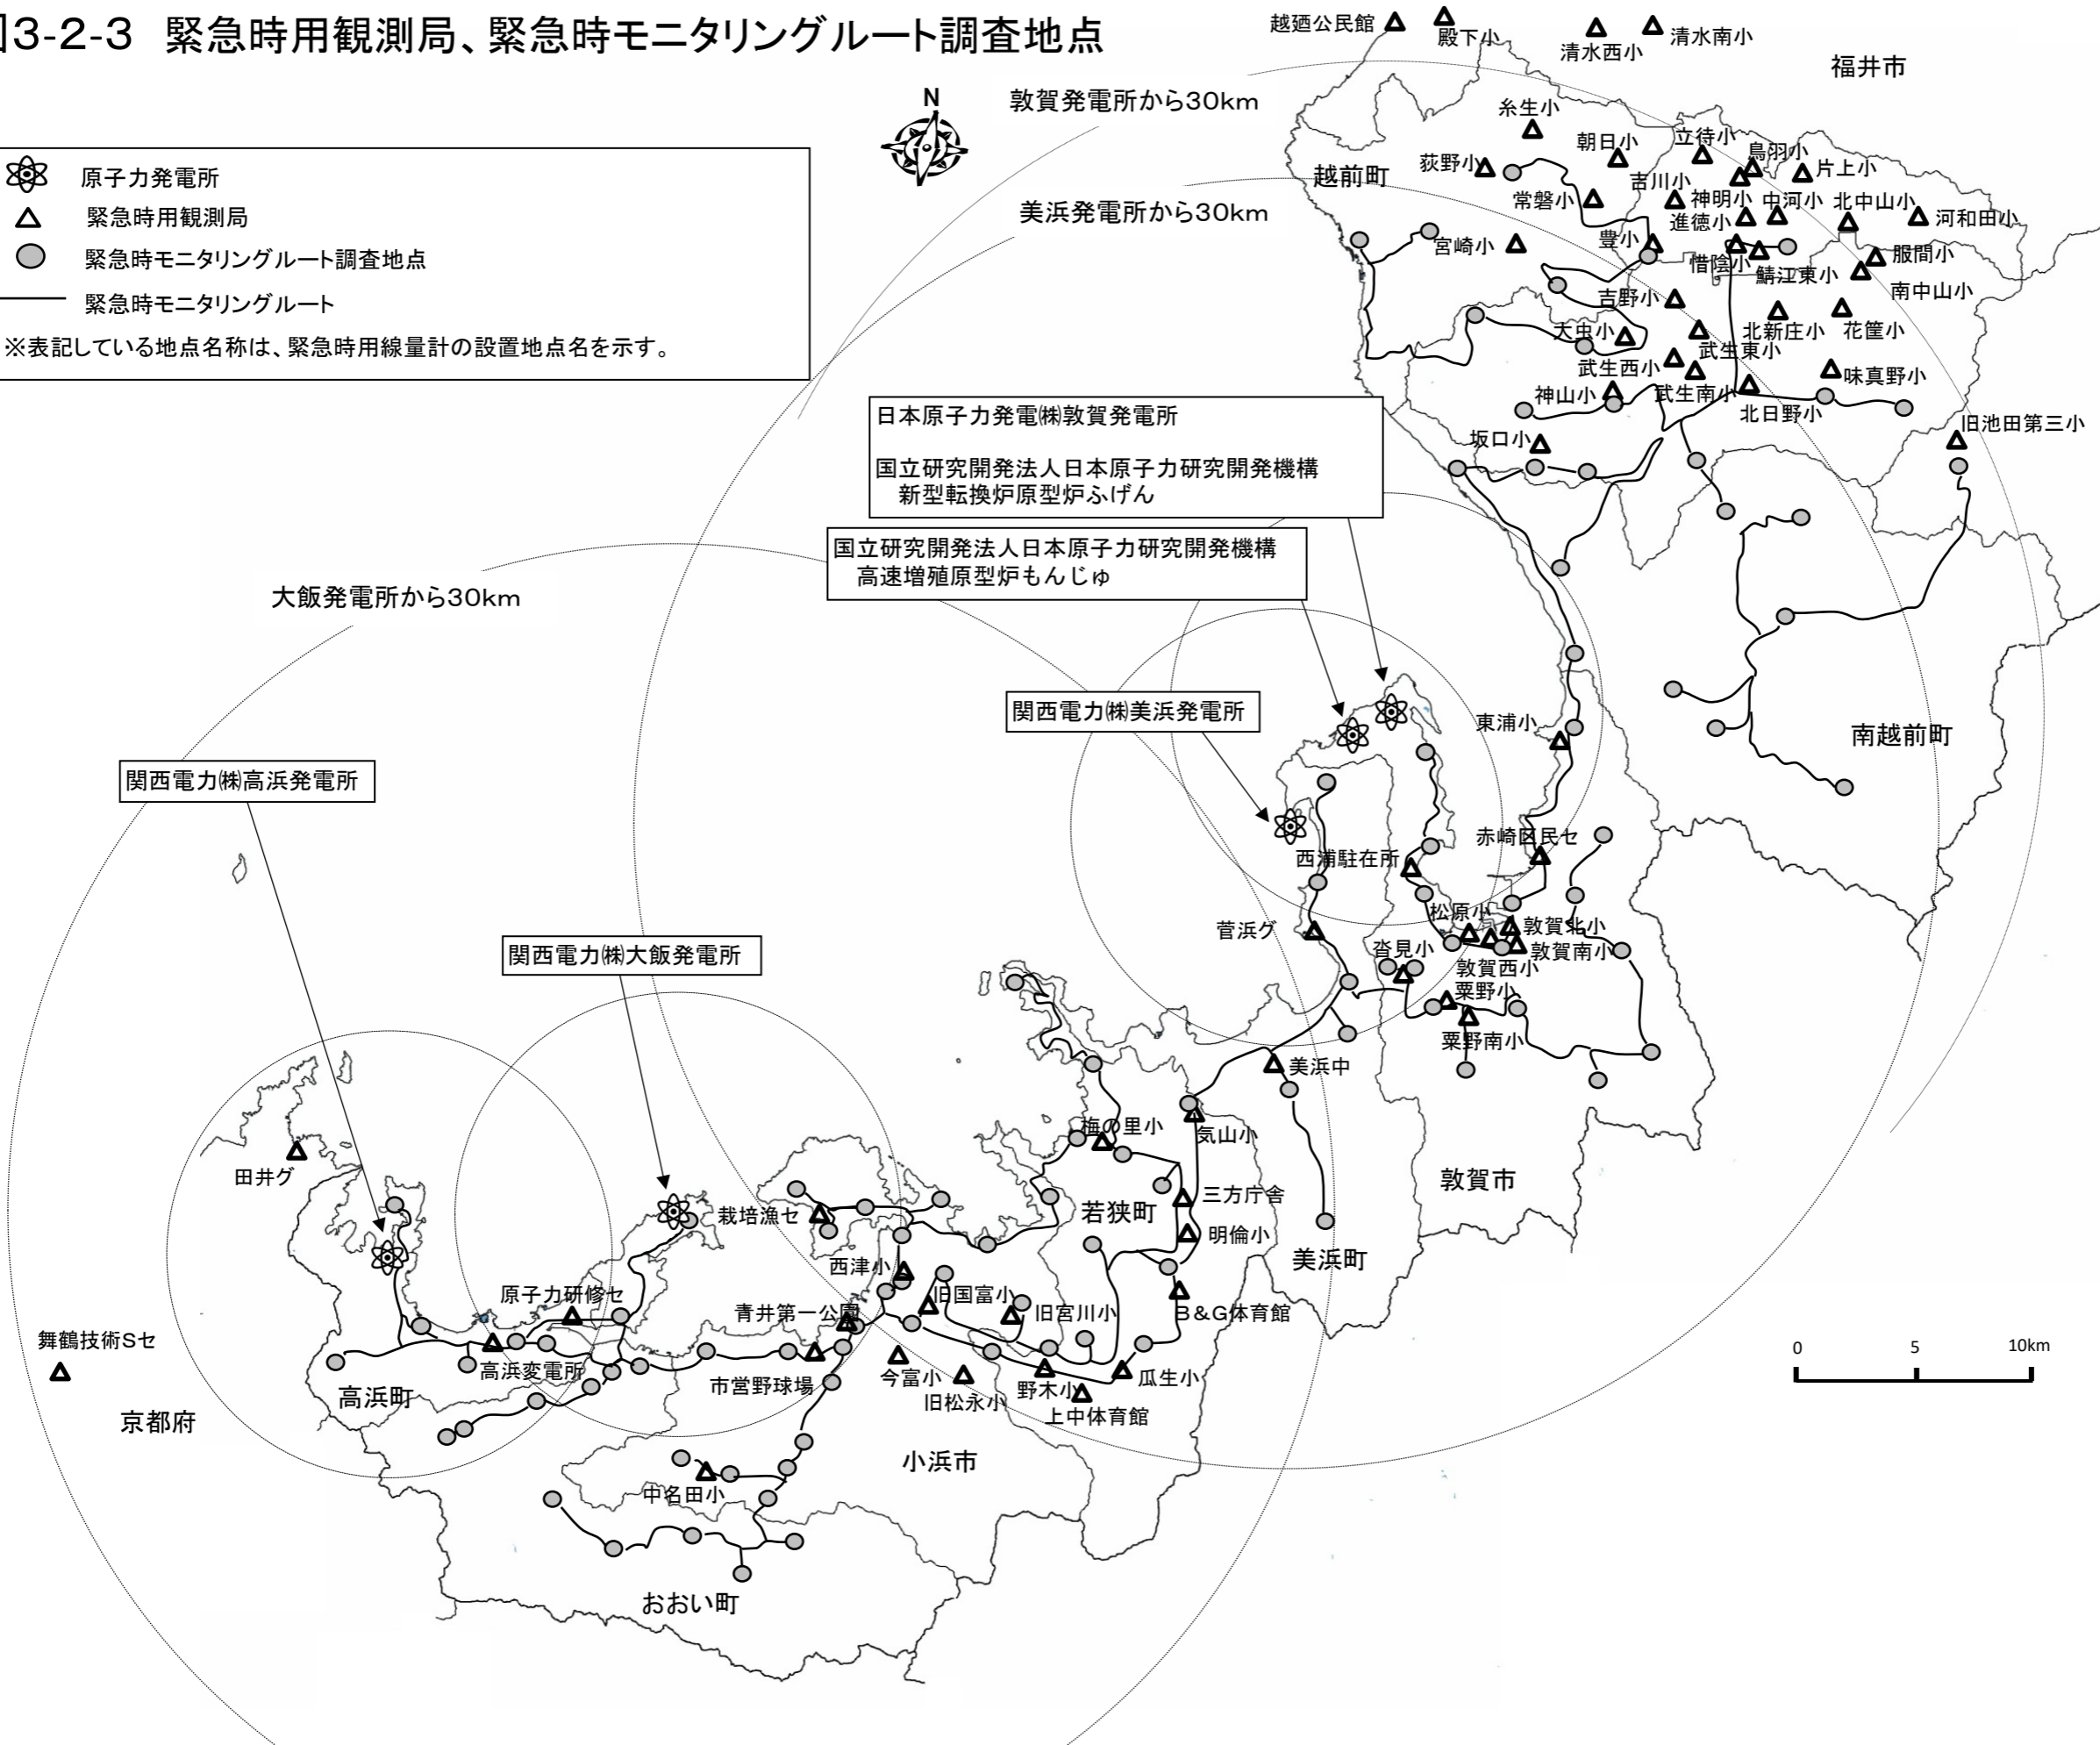 図3-2-3 緊急時用観測局、緊急時モニタリングルート調査地点
原子力発電所
緊急時用観測局
緊急時モニタリングルート調査地点
緊急時モニタリングルート
※表記している地点名称は、緊急時用線量計の設置地点名を示す。
N
敦賀発電所から30km
美浜発電所から30km
大飯発電所から30km
越廼公民館
殿下小
清水西小
清水南小
福井市
糸生小
朝日小
立待小
鳥羽小
片上小
荻野小
越前町
吉川小
常磐小
神明小
中河小
北中山小
河和田小
進徳小
宮崎小
豊小
惜陰小
鯖江東小
服間小
南中山小
吉野小
大虫小
北新庄小
花筐小
武生東小
武生西小
味真野小
神山小
武生南小
北日野小
旧池田第三小
坂口小
日本原子力発電㈱敦賀発電所
国立研究開発法人日本原子力研究開発機構
新型転換炉原型炉ふげん
国立研究開発法人日本原子力研究開発機構
高速増殖原型炉もんじゅ
関西電力㈱美浜発電所
関西電力㈱高浜発電所
関西電力㈱大飯発電所
東浦小
南越前町
赤崎区民セ
西浦駐在所
松原小
敦賀北小
敦賀南小
敦賀西小
菅浜グ
沓見小
粟野小
粟野南小
美浜中
敦賀市
梅の里小
気山小
田井グ
三方庁舎
若狭町
明倫小
美浜町
栽培漁セ
西津小
旧国富小
旧宮川小
B&G体育館
原子力研修セ
青井第一公園
舞鶴技術Sセ
高浜変電所
高浜町
市営野球場
今富小
旧松永小
野木小
瓜生小
上中体育館
京都府
小浜市
中名田小
おおい町
0 5 10km